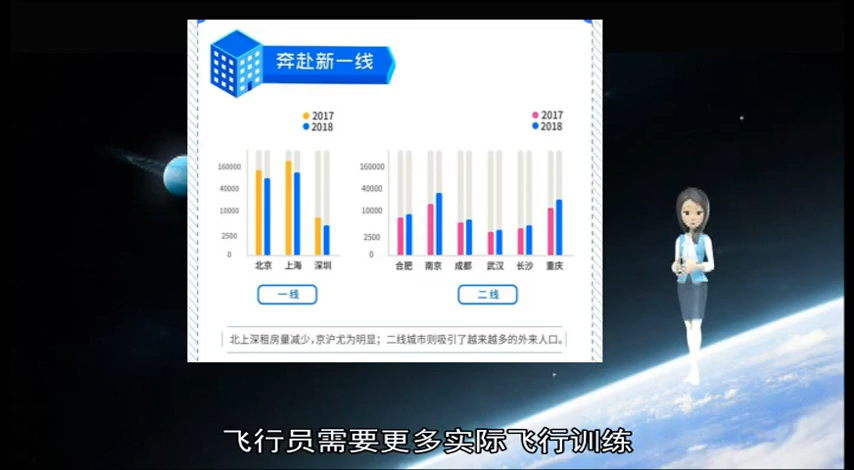 奔赴新一线
2017
2018
2017
2018
160000
40000
10000
2500
0
北京 上海 深圳
一线
160000
40000
10000
2500
0
合肥 南京 成都 武汉 长沙 重庆
二线
北上深租房量减少，京沪尤为明显；二线城市则吸引了越来越多的外来人口。
飞行员需要更多实际飞行训练